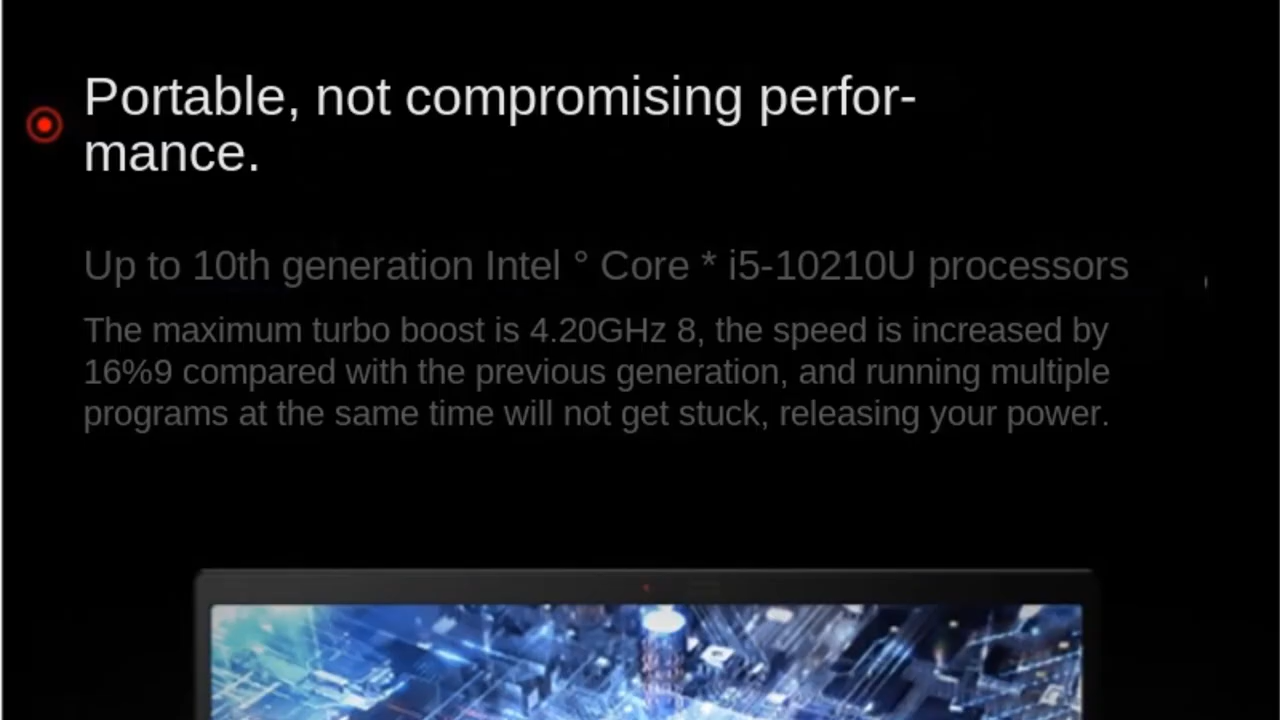 Portable, not compromising perfor-
mance.
Up to 10th generation Intel ° Core * i5-10210U processors
The maximum turbo boost is 4.20GHz 8, the speed is increased by
16%9 compared with the previous generation, and running multiple
programs at the same time will not get stuck, releasing your power.